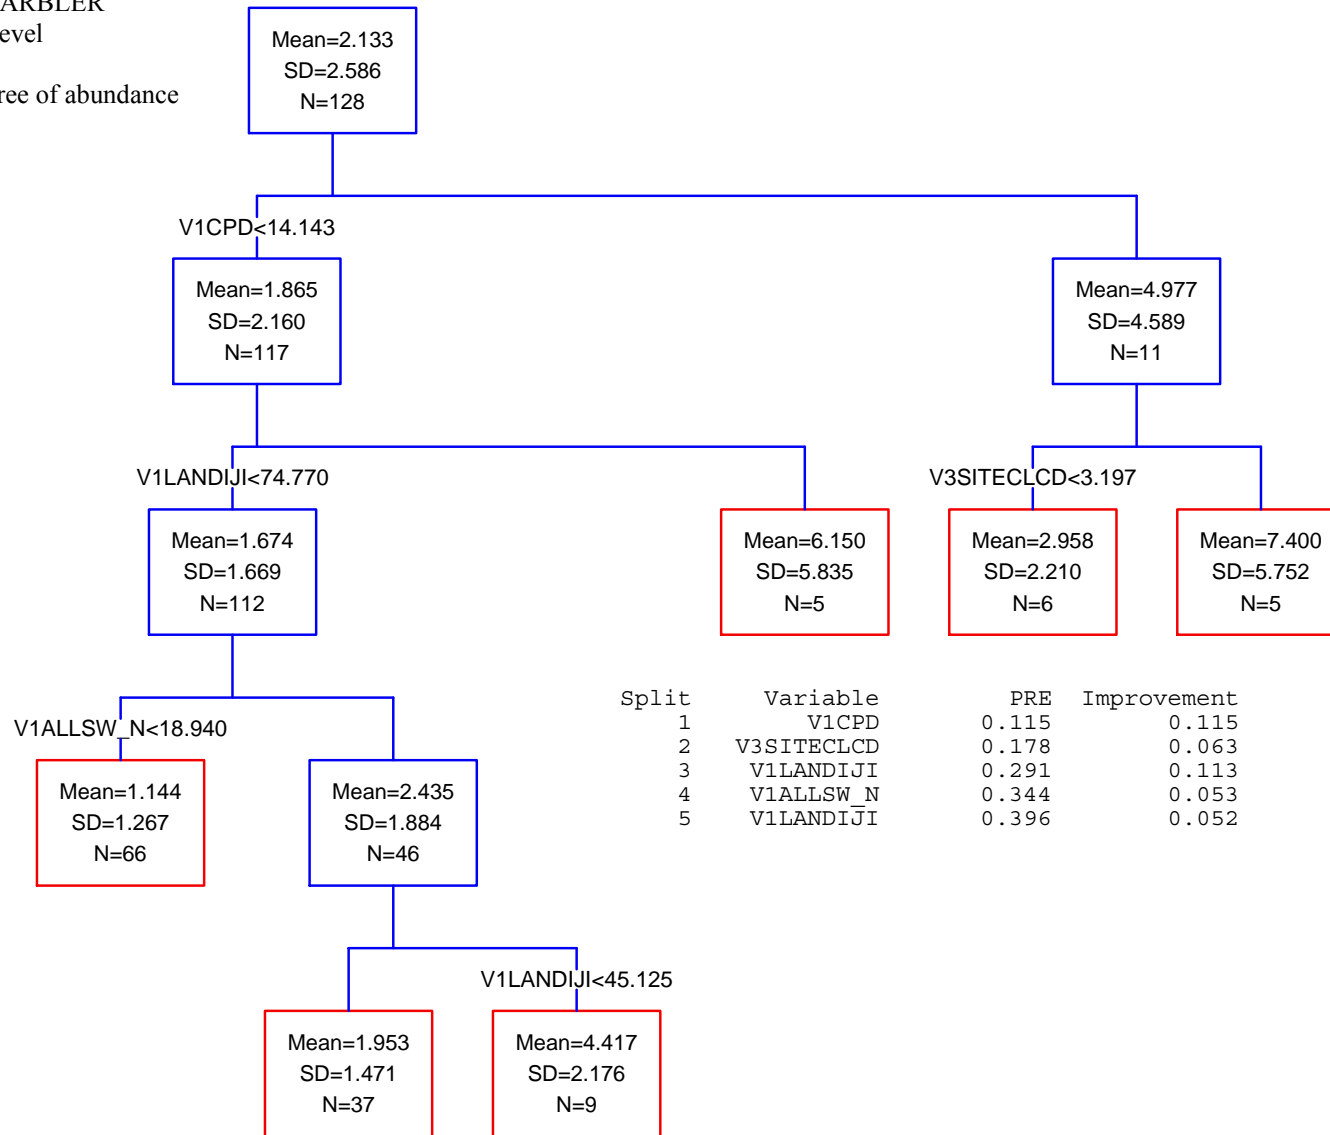 ARBLER
evel
ree of abundance
Mean=2.133
SD=2.586
N=128
V1CPD<14.143
Mean=1.865
SD=2.160
N=117
Mean=4.977
SD=4.589
N=11
V1LANDIJI<74.770
V3SITECLCD<3.197
Mean=1.674
SD=1.669
N=112
Mean=6.150
SD=5.835
N=5
Mean=2.958
SD=2.210
N=6
Mean=7.400
SD=5.752
N=5
Split Variable PRE Improvement
1 V1CPD 0.115 0.115
2 V3SITECLCD 0.178 0.063
3 V1LANDIJI 0.291 0.113
4 V1ALLSW_N 0.344 0.053
5 V1LANDIJI 0.396 0.052
V1ALLSW_N<18.940
Mean=1.144
SD=1.267
N=66
Mean=2.435
SD=1.884
N=46
V1LANDIJI<45.125
Mean=1.953
SD=1.471
N=37
Mean=4.417
SD=2.176
N=9